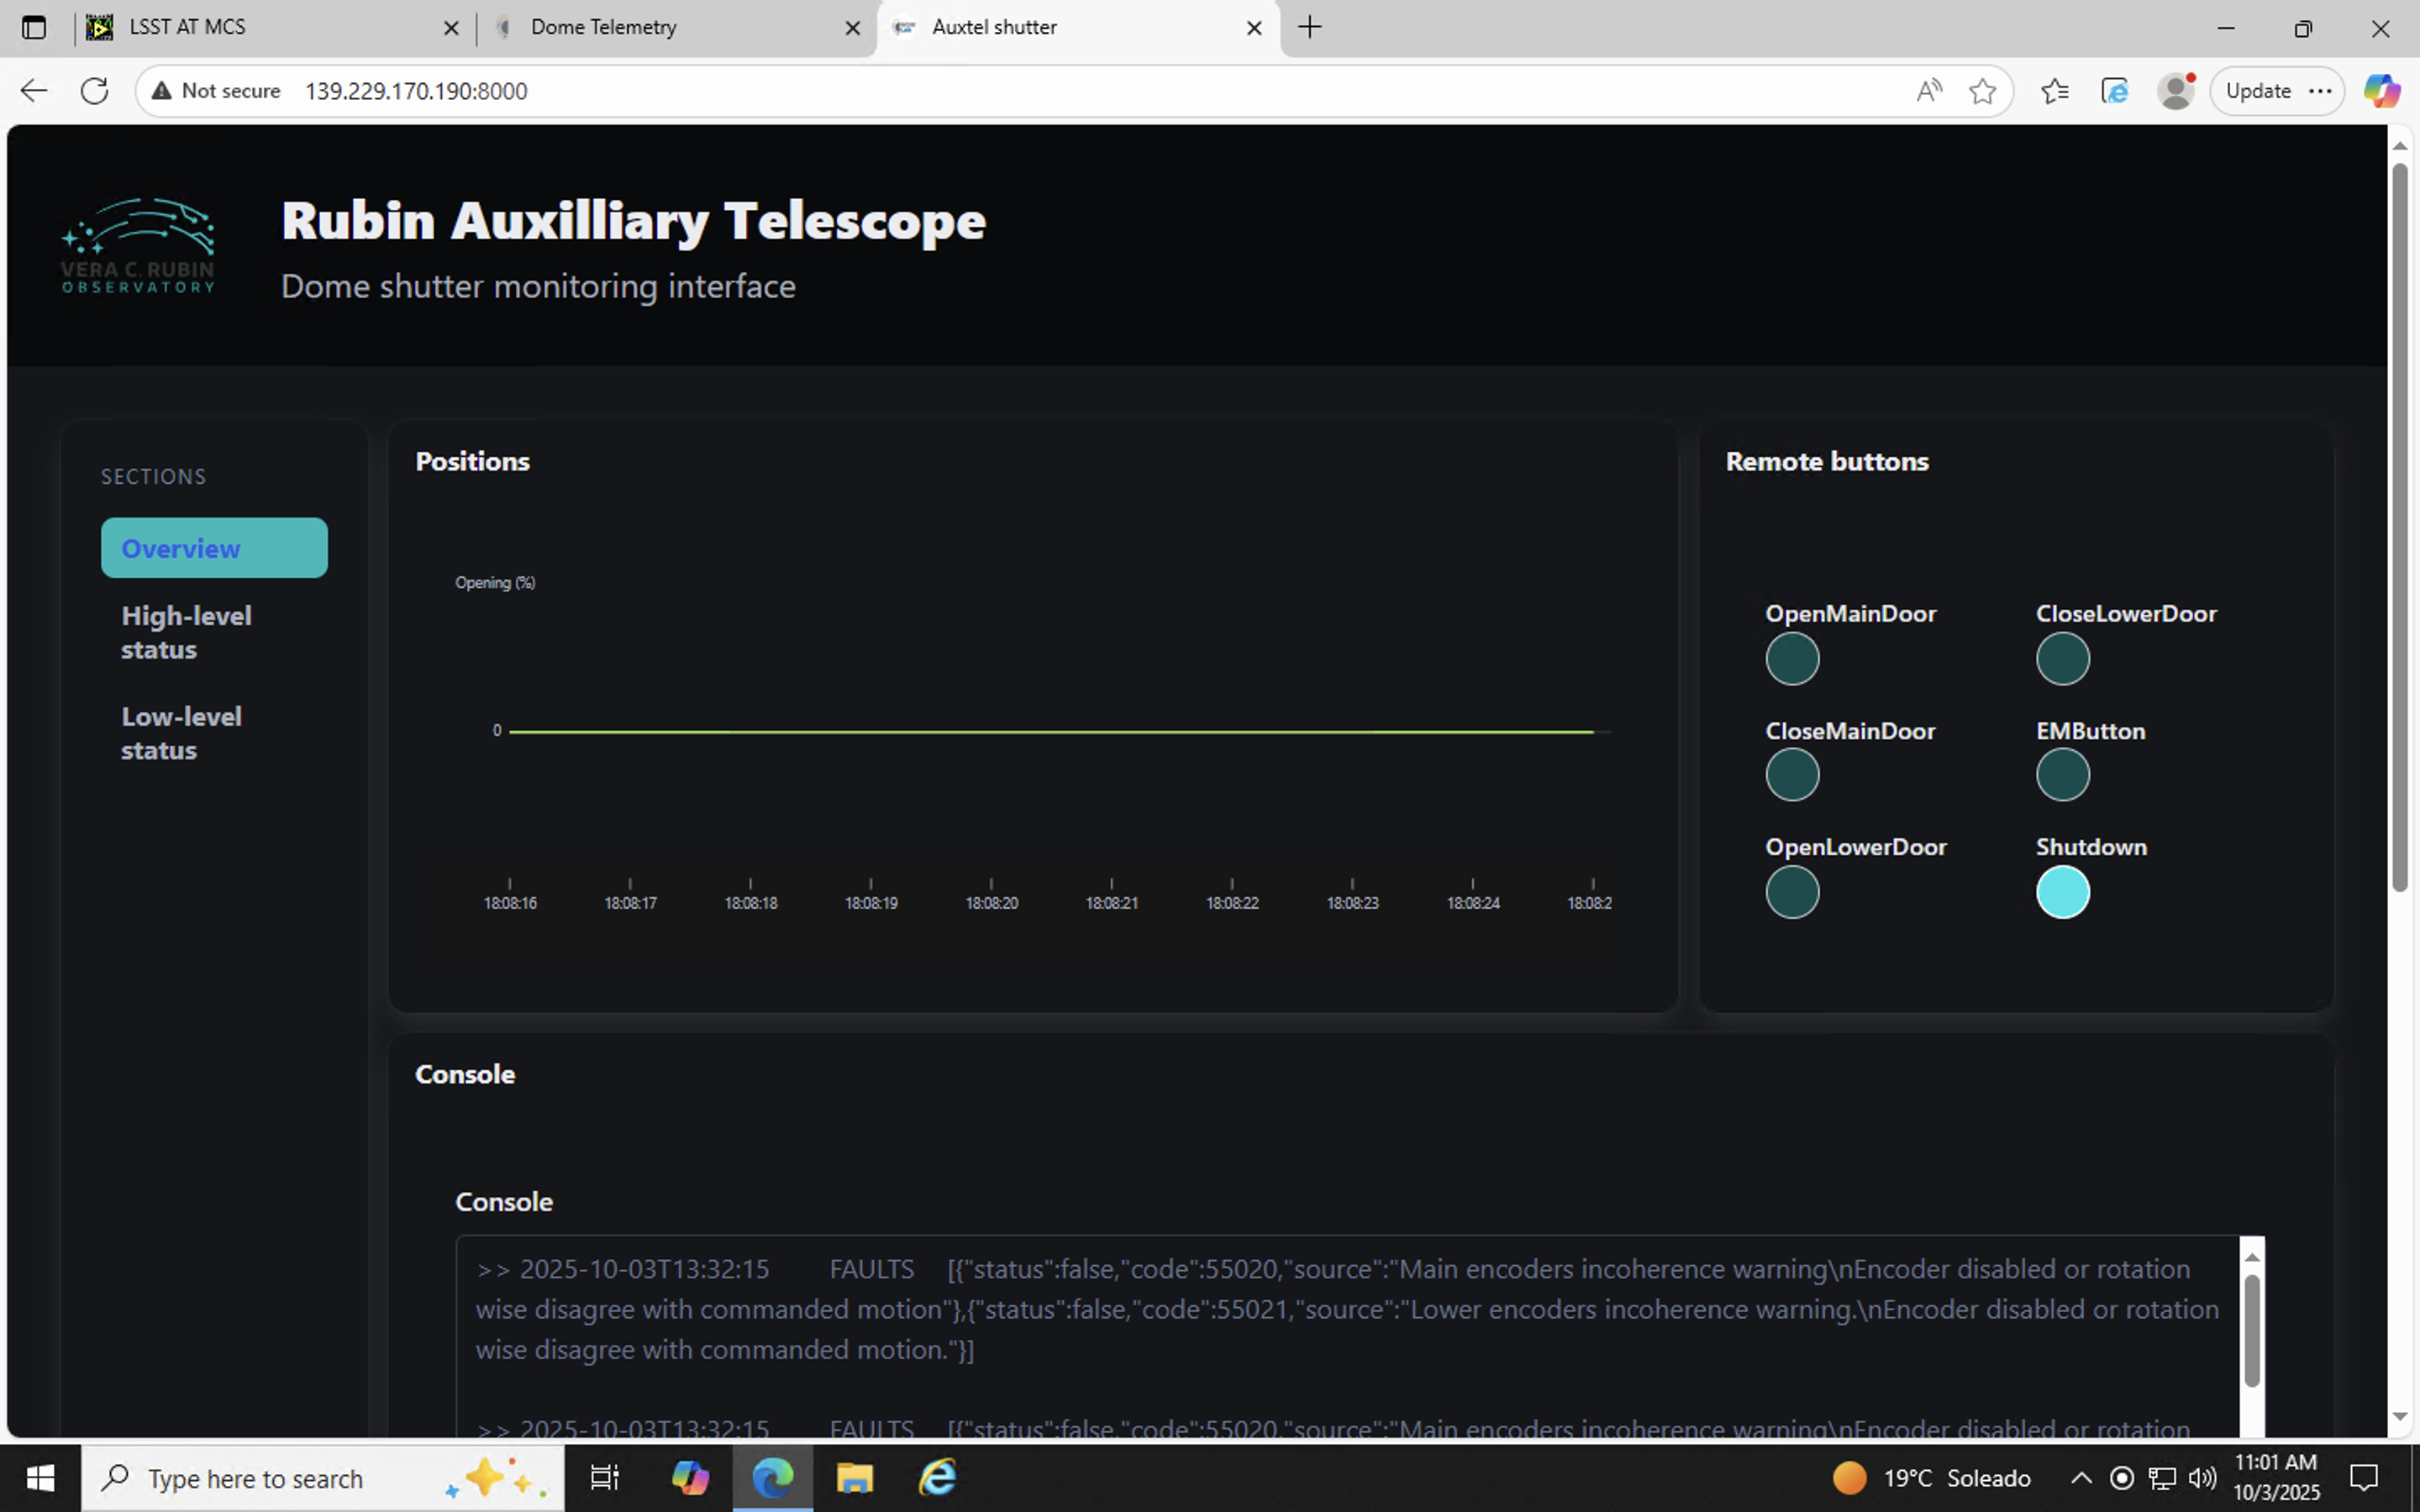 LSST AT MCS
Dome Telemetry
Auxtel shutter
Not secure
139.229.170.190:8000
Update
VERA C. RUBIN
OBSERVATORY
Rubin Auxilliary Telescope
Dome shutter monitoring interface
SECTIONS
Overview
High-level
status
Low-level
status
Positions
Opening (%)
0
18:08:16 18:08:17 18:08:18 18:08:19 18:08:20 18:08:21 18:08:22 18:08:23 18:08:24 18:08:2
Remote buttons
OpenMainDoor CloseLowerDoor
CloseMainDoor EMButton
OpenLowerDoor Shutdown
Console
Console
>> 2025-10-03T13:32:15 FAULTS [{"status":false,"code":55020,"source":"Main encoders incoherence warning\nEncoder disabled or rotation
wise disagree with commanded motion"},{"status":false,"code":55021,"source":"Lower encoders incoherence warning.\nEncoder disabled or rotation
wise disagree with commanded motion."}]
>> 2025-10-03T13:32:15 FAULTS [{"status":false,"code":55020,"source":"Main encoders incoherence warning\nEncoder disabled or rotation
Type here to search
19°C Soleado
11:01 AM
10/3/2025